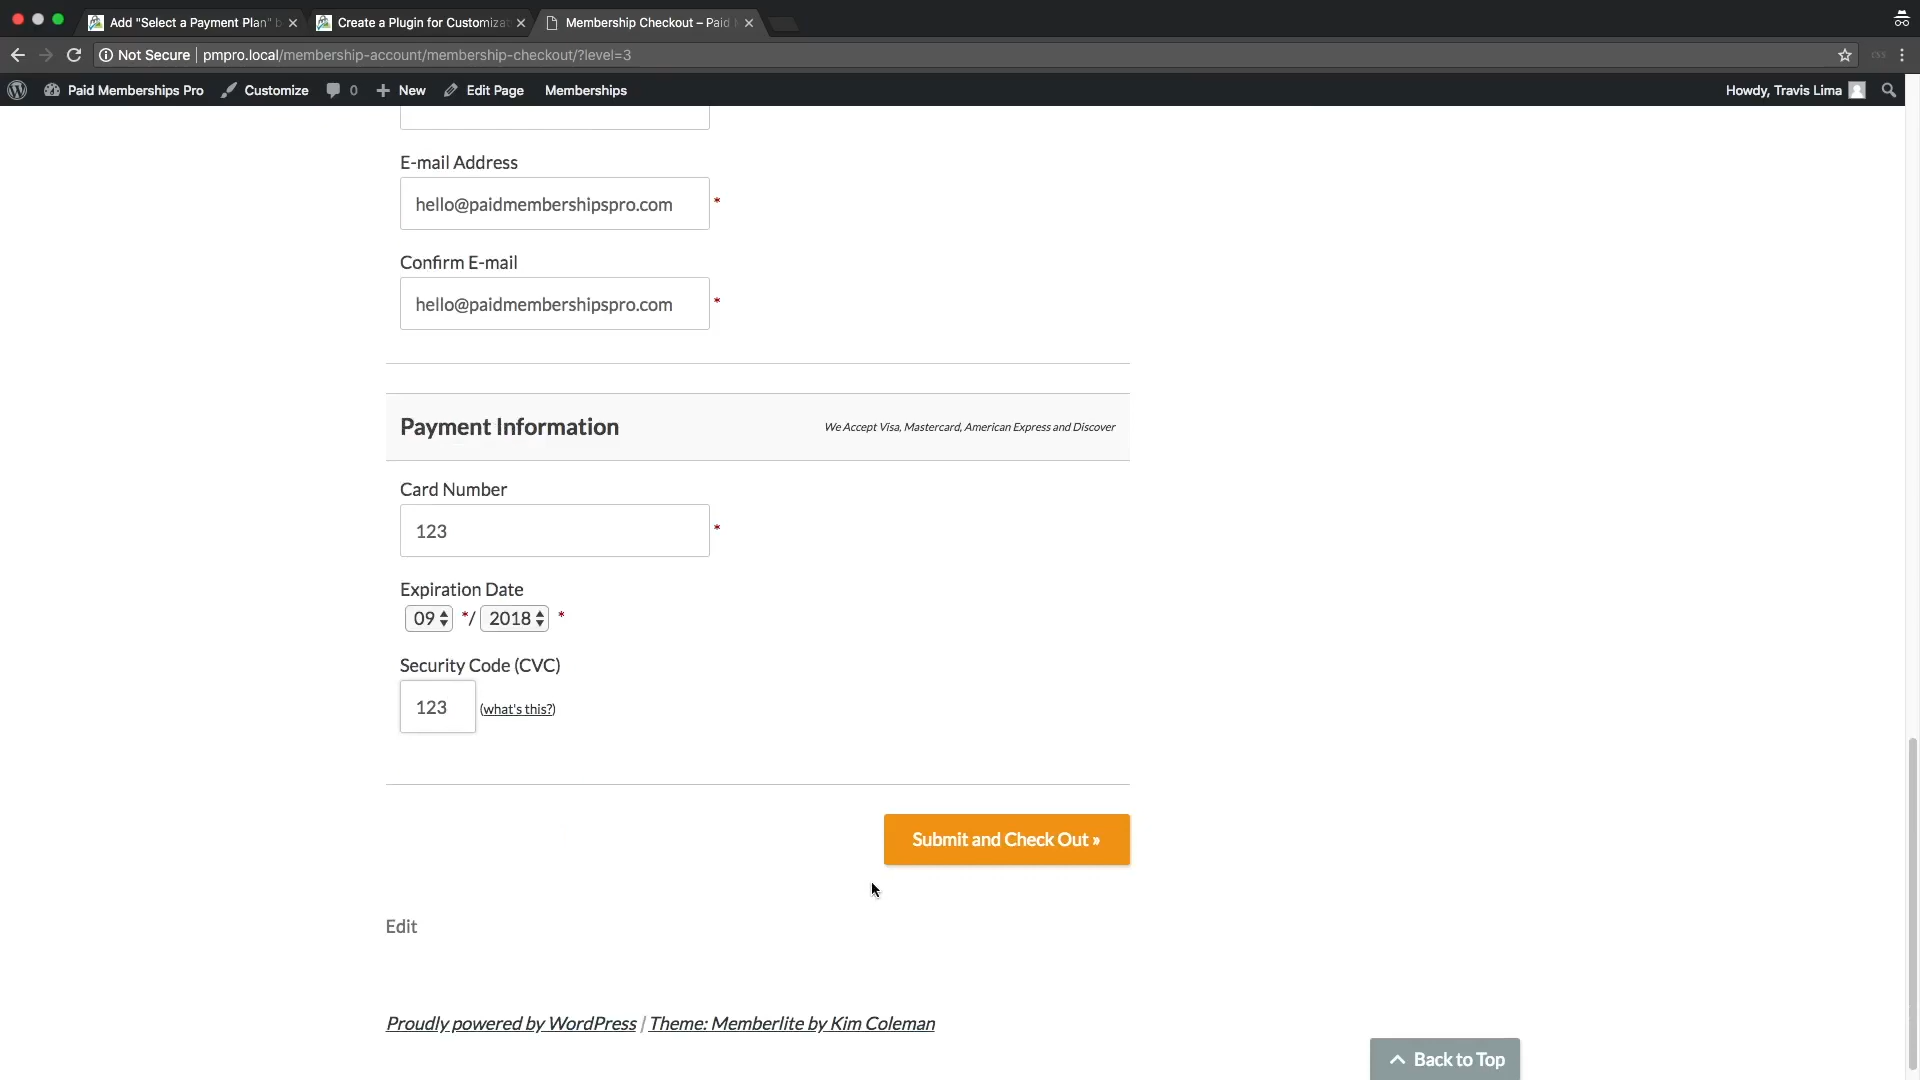 Add "Select a Payment Plan"
Create a Plugin for Customizat
Membership Checkout – Paid
Not Secure | pmpro.local/membership-account/membership-checkout/?level=3
Paid Memberships Pro Customize 0 New Edit Page Memberships Howdy, Travis Lima
E-mail Address
hello@paidmembershipspro.com *
Confirm E-mail
hello@paidmembershipspro.com *
Payment Information We Accept Visa, Mastercard, American Express and Discover
Card Number
123 *
Expiration Date
09 */ 2018 *
Security Code (CVC)
123 (what's this?)
Submit and Check Out »
Edit
Proudly powered by WordPress | Theme: Memberlite by Kim Coleman
Back to Top